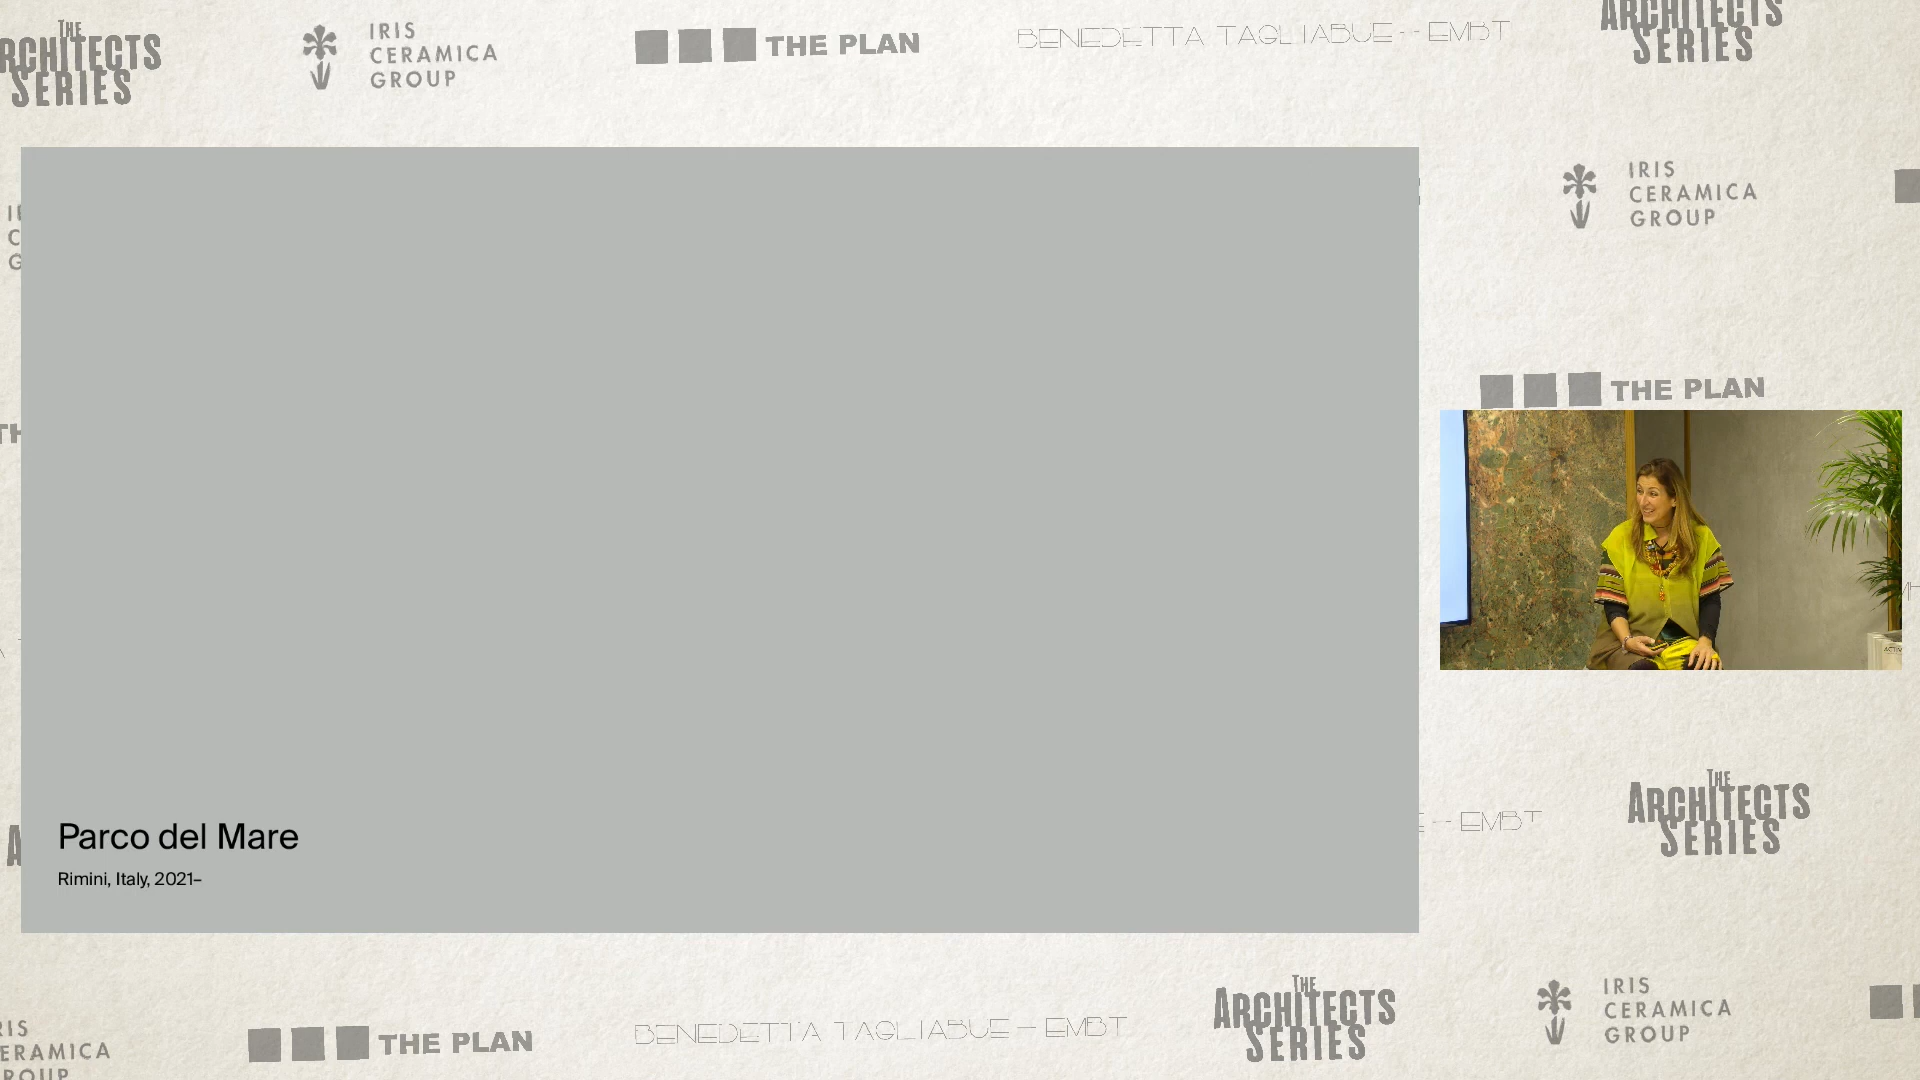 THE
ARCHITECTS
SERIES
IRIS
CERAMICA
GROUP
THE PLAN
BENEDETTA TAGLIABUE -- EMBT
ARCHITECTS
SERIES
IRIS
CERAMICA
GROUP
THE PLAN
Parco del Mare
Rimini, Italy, 2021–
-- EMBT
THE
ARCHITECTS
SERIES
THE PLAN
BENEDETTA TAGLIABUE -- EMBT
THE
ARCHITECTS
SERIES
IRIS
CERAMICA
GROUP
CERAMICA